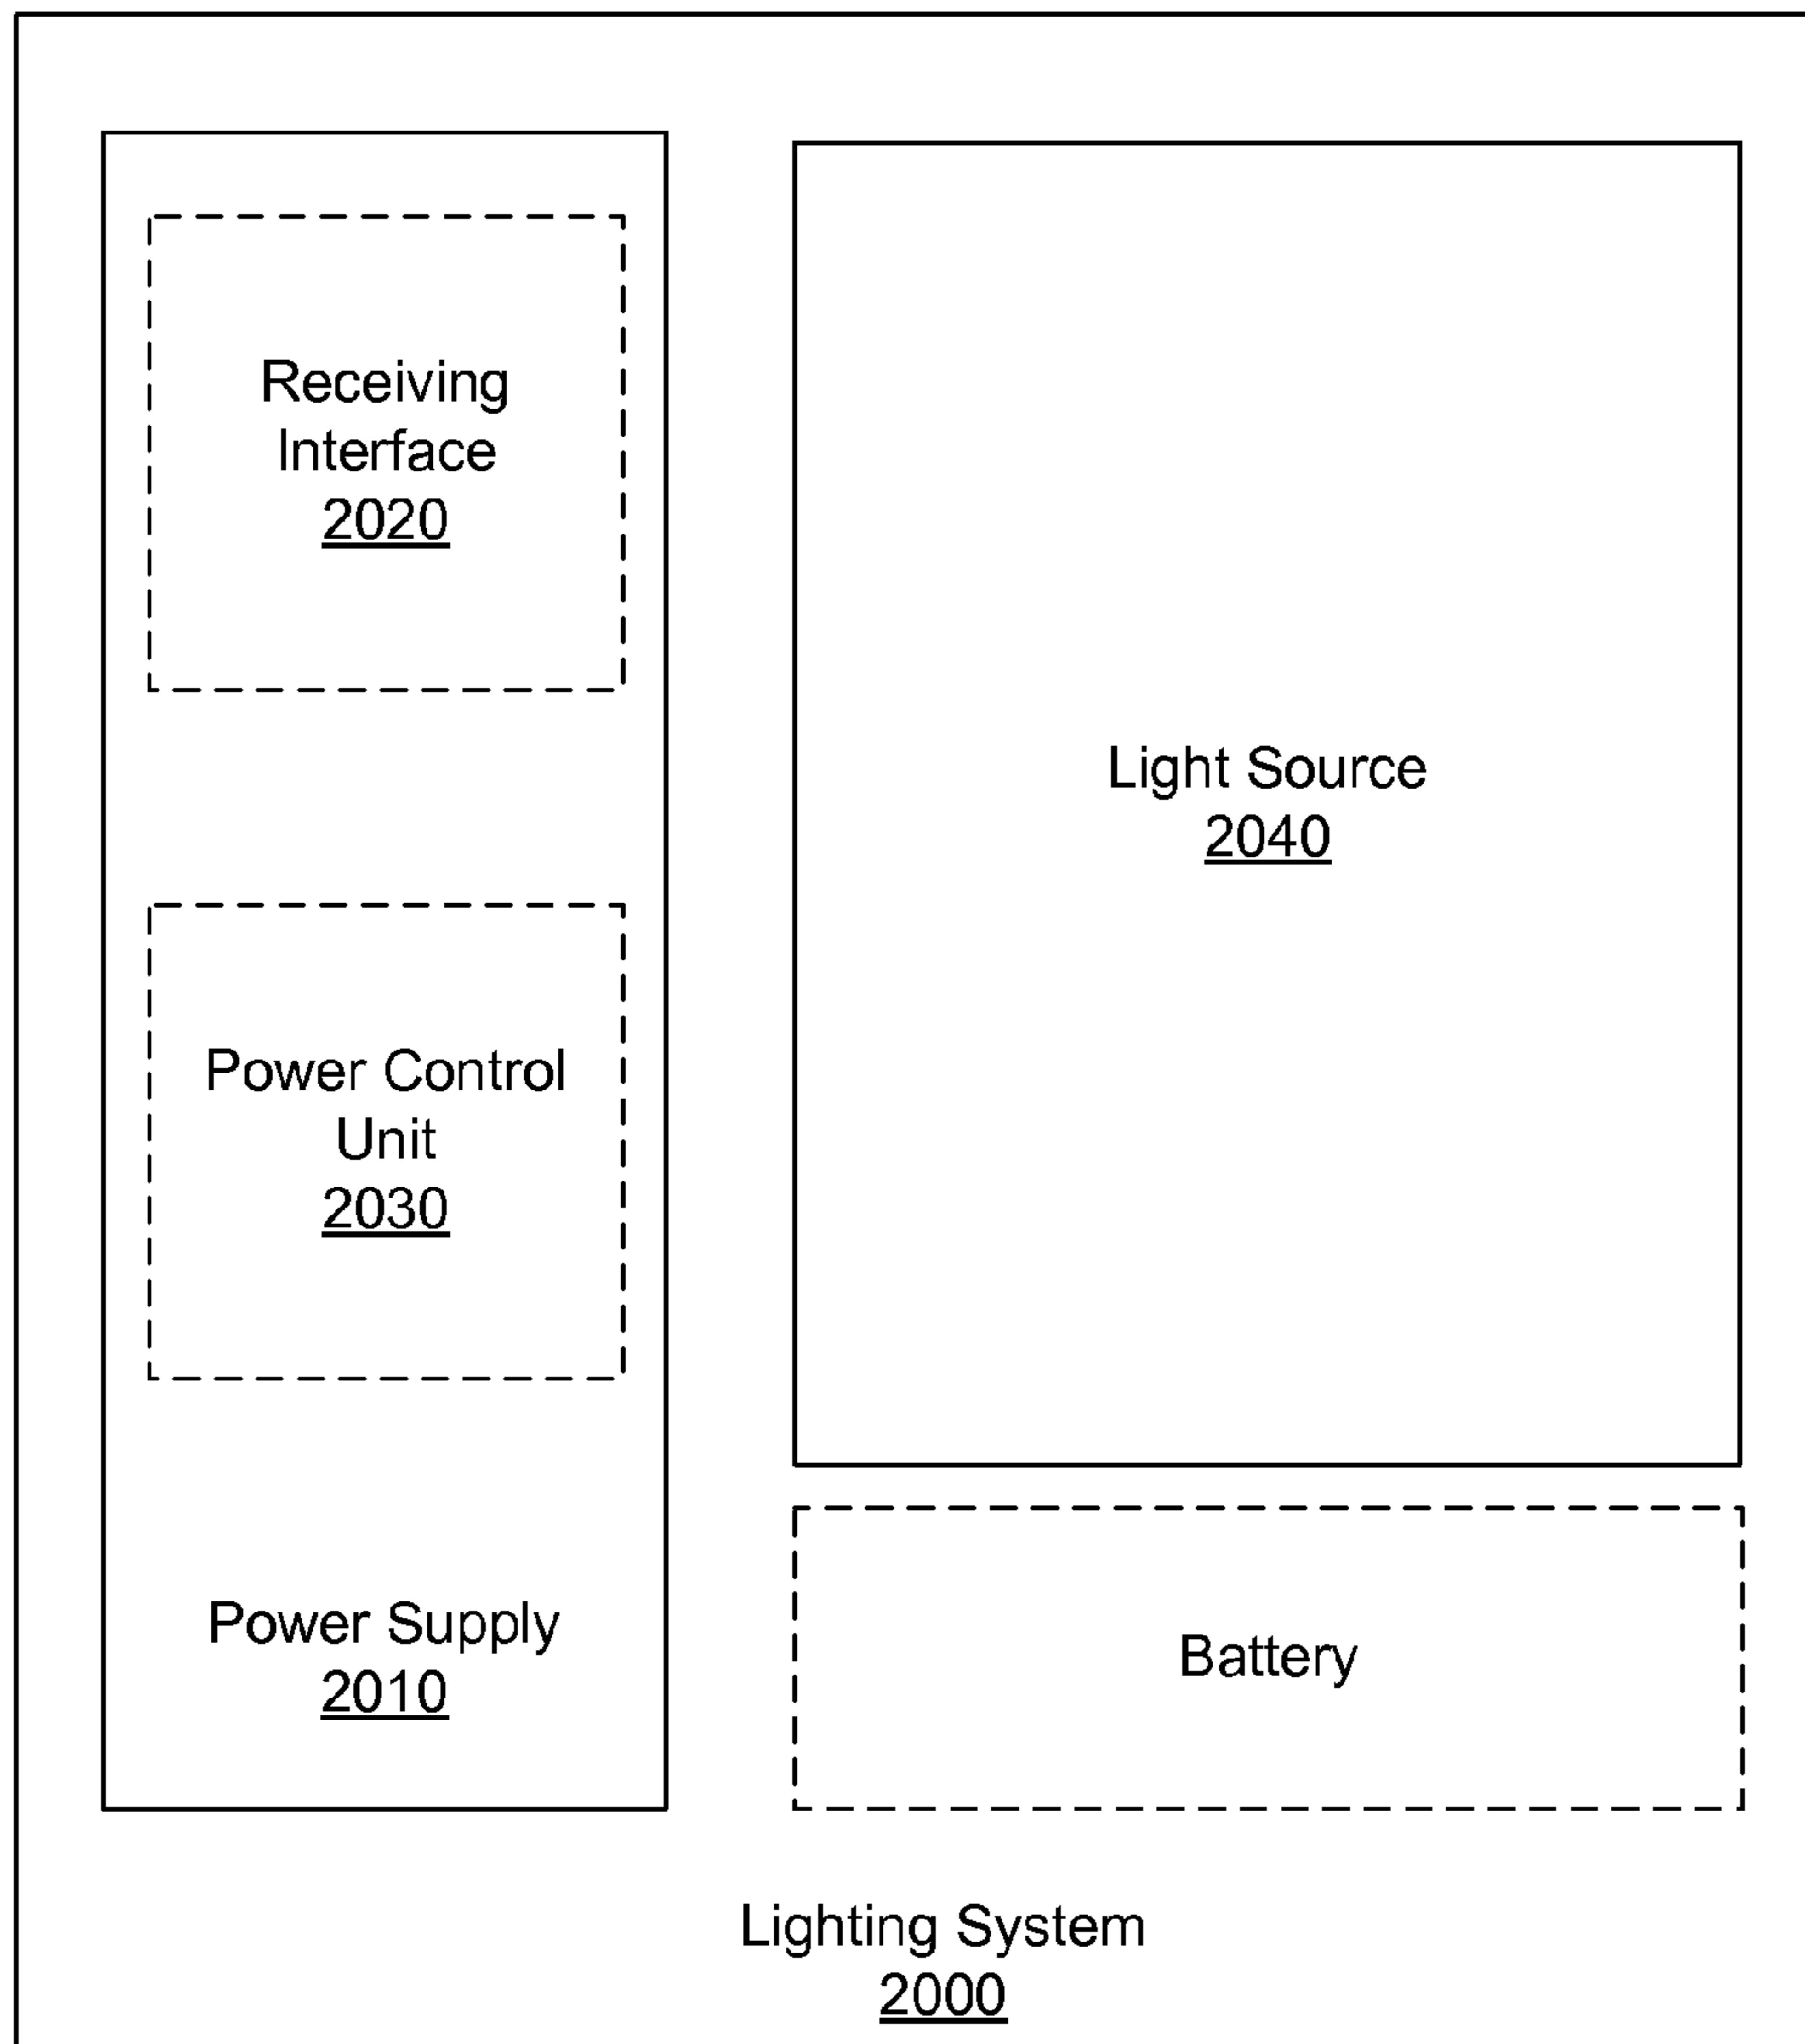 Receiving
Interface
2020
Power Control
Unit
2030
Power Supply
2010
Light Source
2040
Battery
Lighting System
2000